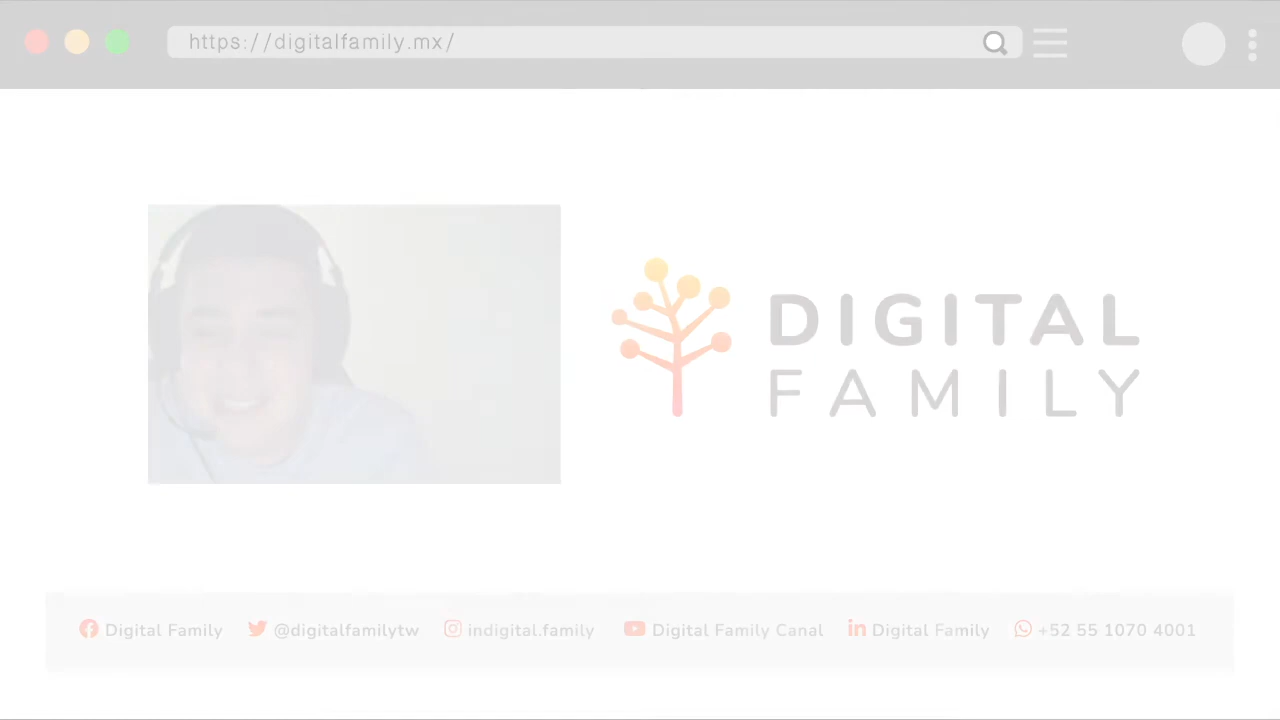 https://digitalfamily.mx/
DIGITAL
FAMILY
Digital Family @digitalfamilytw indigital.family Digital Family Canal Digital Family +52 55 1070 4001